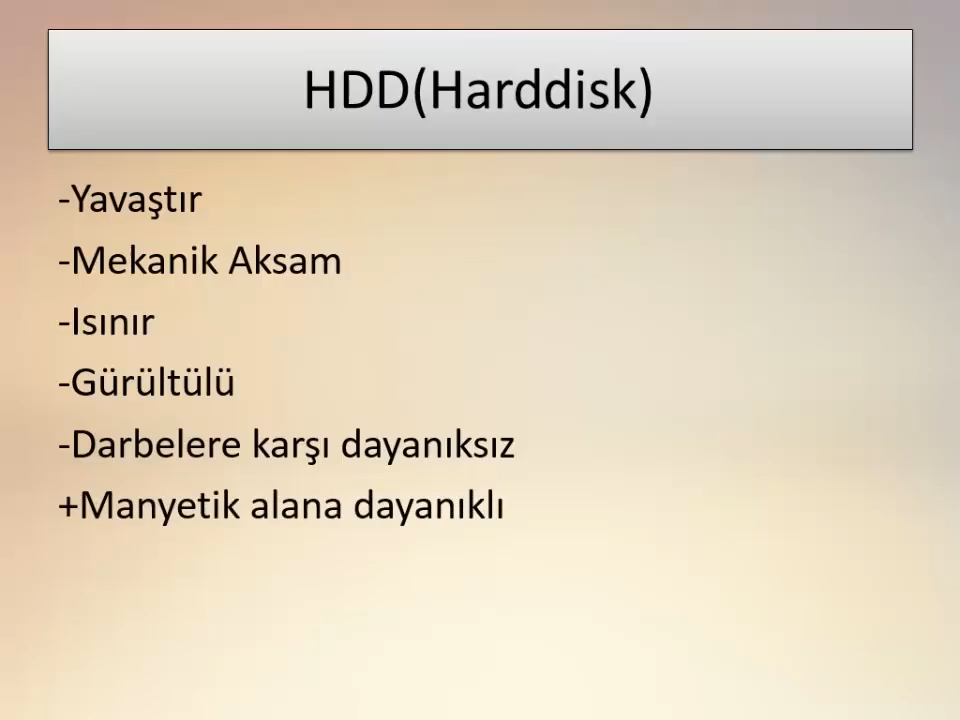 HDD(Harddisk)
-Yavaştır
-Mekanik Aksam
-Isınır
-Gürültülü
-Darbelere karşı dayanıksız
+Manyetik alana dayanıklı